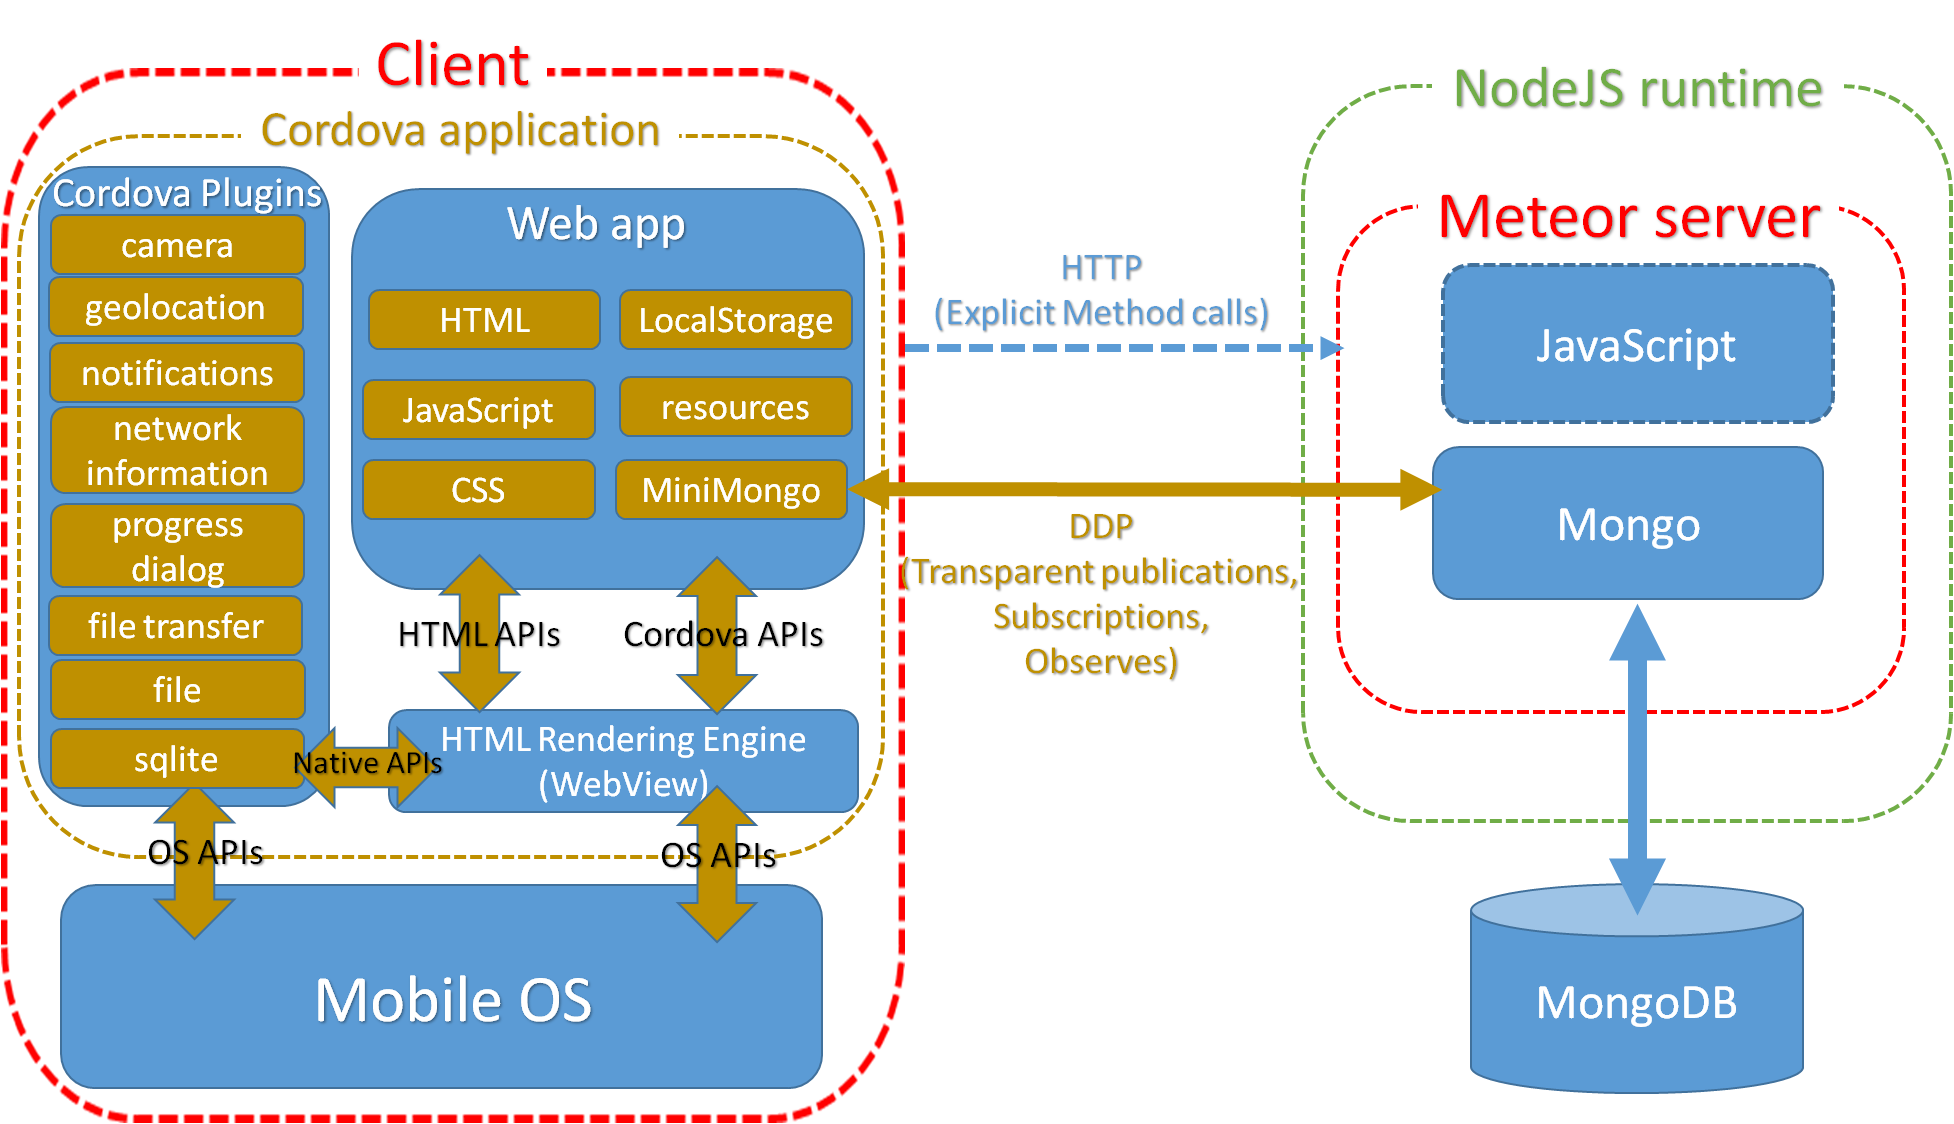 Client
Cordova application
Cordova Plugins
camera
geolocation
notifications
network
information
progress
dialog
file transfer
file
sqlite
Web app
HTML
LocalStorage
JavaScript
resources
CSS
MiniMongo
HTML APIs
Cordova APIs
Native APIs
HTML Rendering Engine
(WebView)
OS APIs
OS APIs
Mobile OS
HTTP
(Explicit Method calls)
DDP
(Transparent publications,
Subscriptions,
Observes)
NodeJS runtime
Meteor server
JavaScript
Mongo
MongoDB